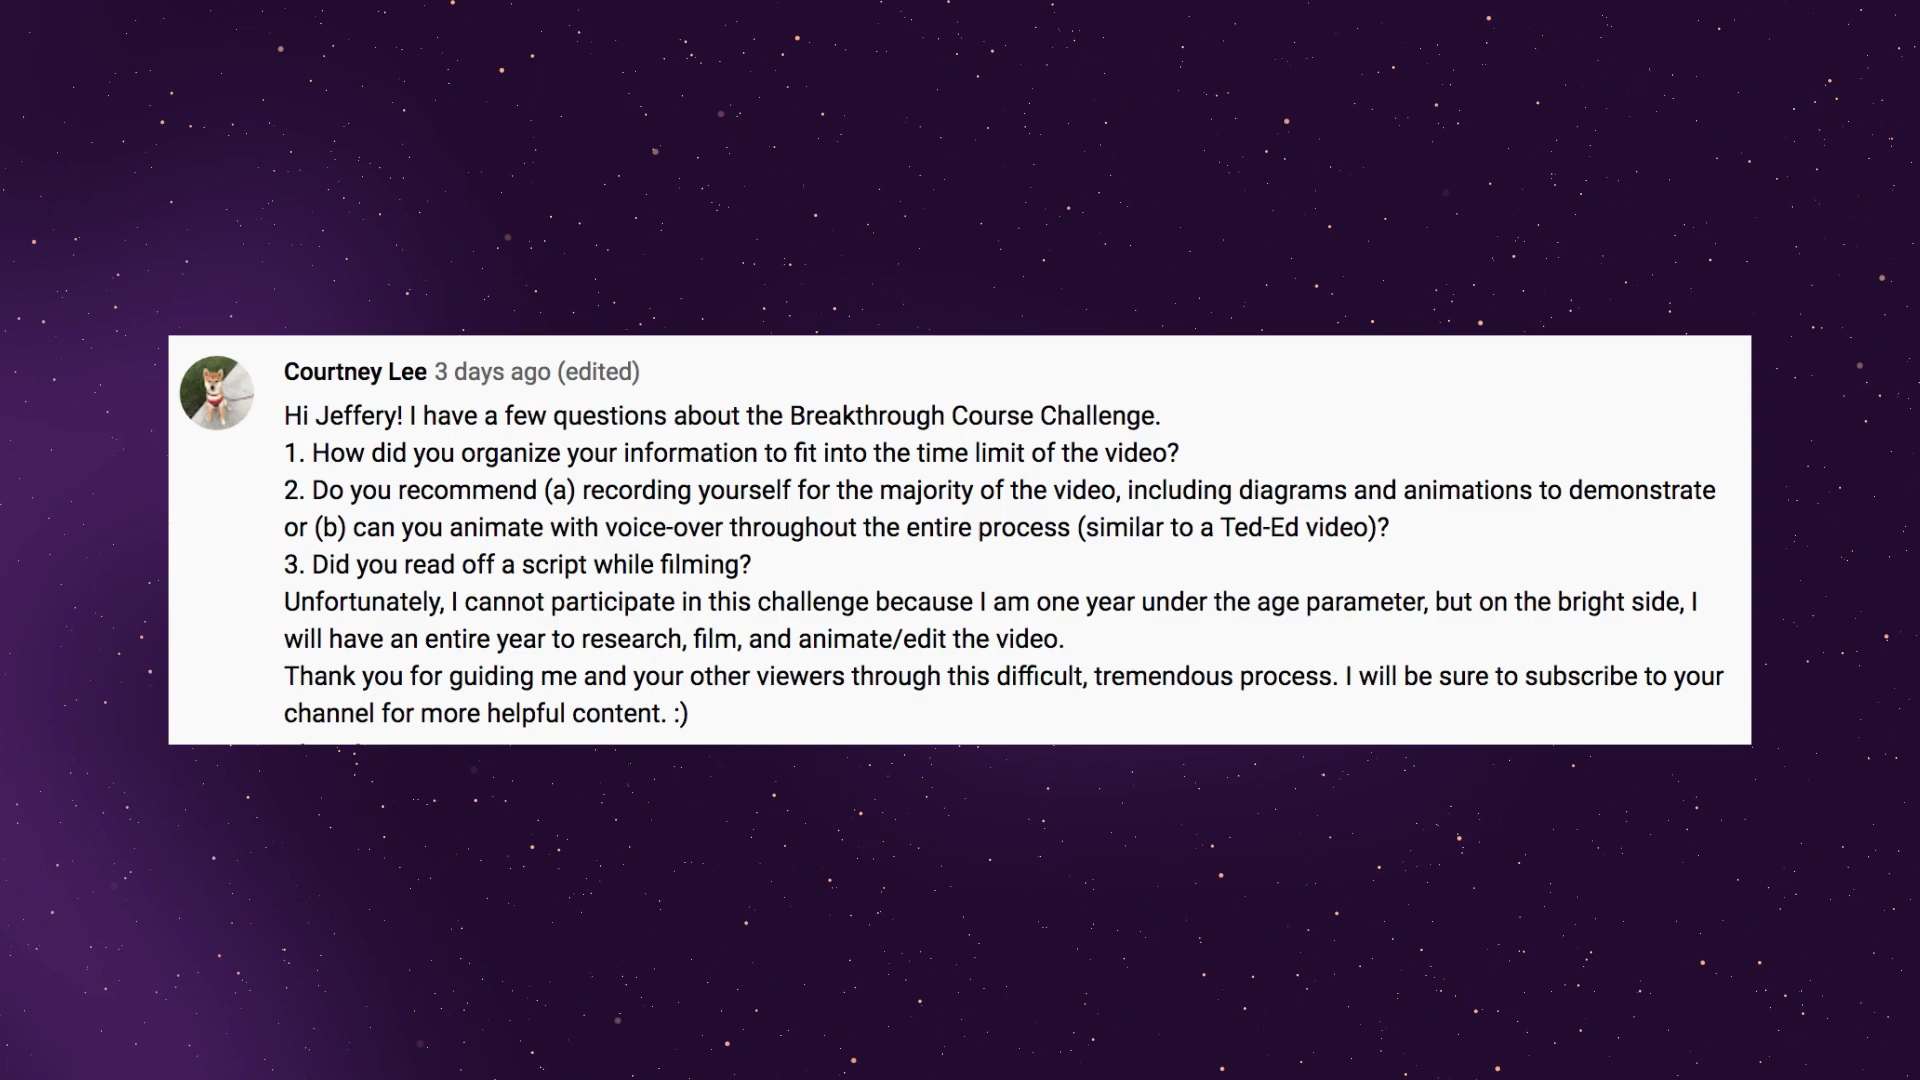 Courtney Lee 3 days ago (edited)
Hi Jeffery! I have a few questions about the Breakthrough Course Challenge.
1. How did you organize your information to fit into the time limit of the video?
2. Do you recommend (a) recording yourself for the majority of the video, including diagrams and animations to demonstrate
or (b) can you animate with voice-over throughout the entire process (similar to a Ted-Ed video)?
3. Did you read off a script while filming?
Unfortunately, I cannot participate in this challenge because I am one year under the age parameter, but on the bright side, I
will have an entire year to research, film, and animate/edit the video.
Thank you for guiding me and your other viewers through this difficult, tremendous process. I will be sure to subscribe to your
channel for more helpful content. :)